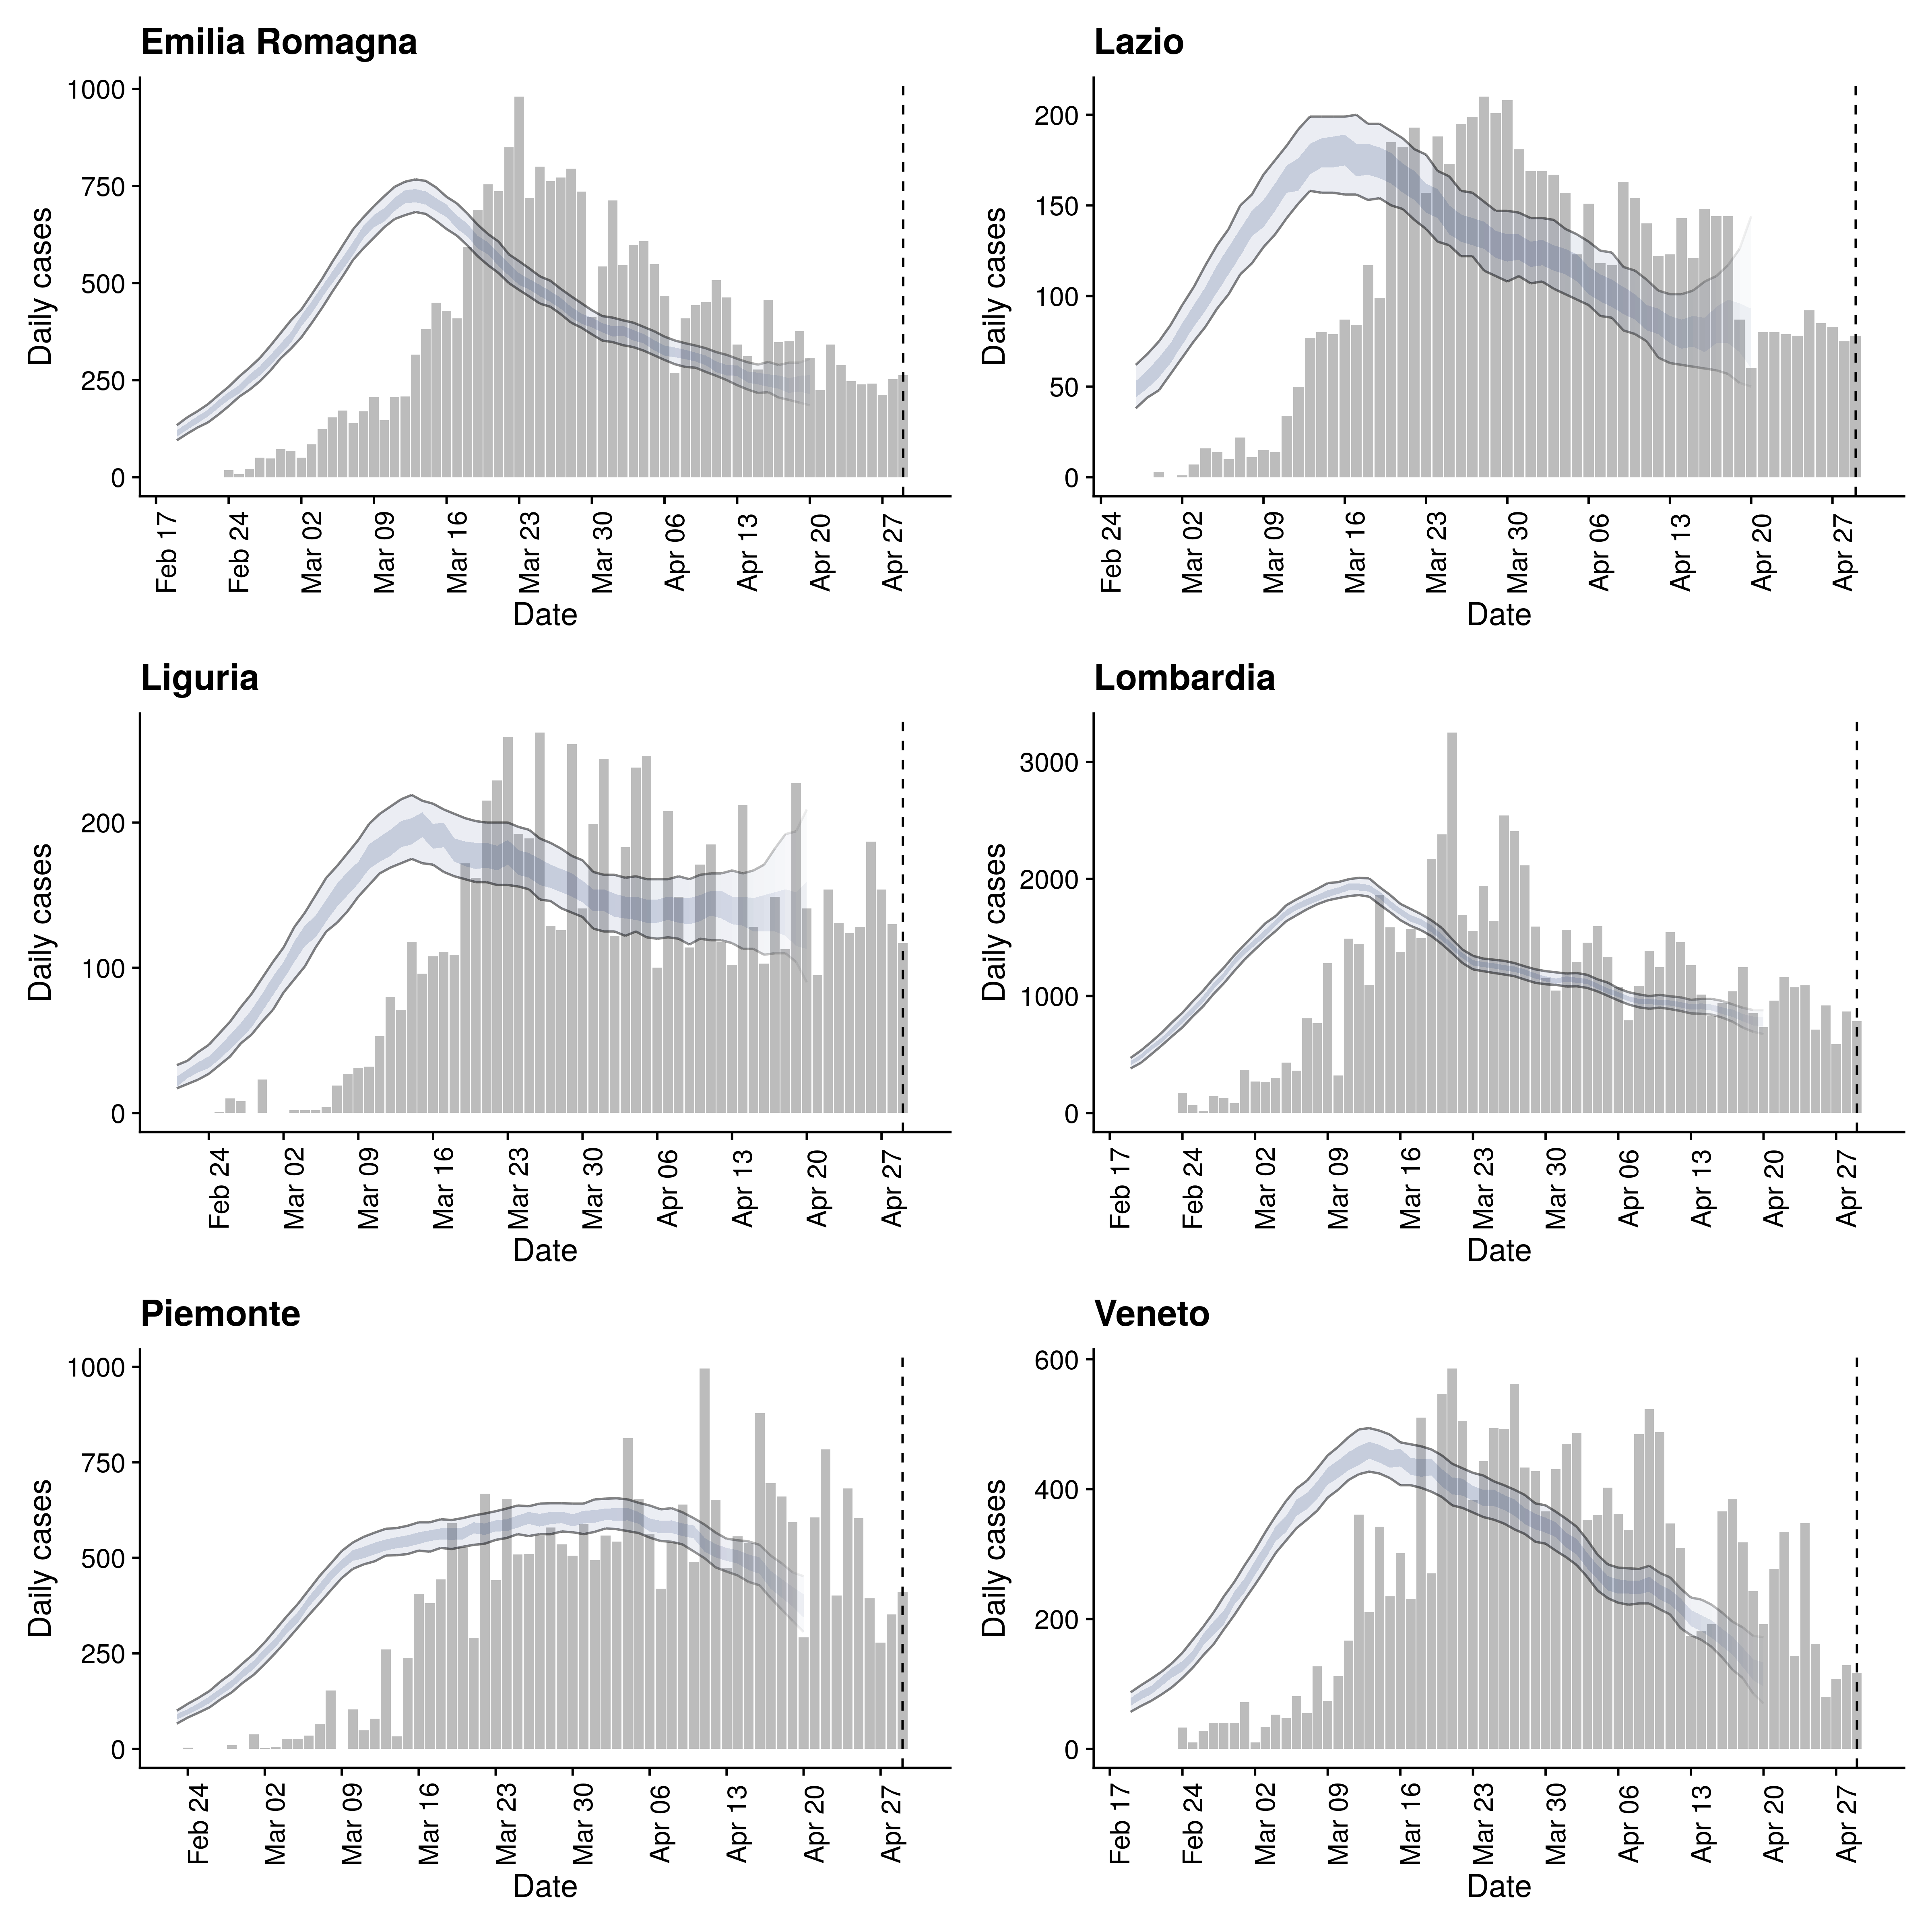 Emilia Romagna
Daily cases
1000
750
500
250
0
Feb 17
Feb 24
Mar 02
Mar 09
Mar 16
Mar 23
Mar 30
Apr 06
Apr 13
Apr 20
Apr 27
Date
Lazio
Daily cases
200
150
100
50
0
Feb 24
Mar 02
Mar 09
Mar 16
Mar 23
Mar 30
Apr 06
Apr 13
Apr 20
Apr 27
Date
Liguria
Daily cases
200
100
0
Feb 24
Mar 02
Mar 09
Mar 16
Mar 23
Mar 30
Apr 06
Apr 13
Apr 20
Apr 27
Date
Lombardia
Daily cases
3000
2000
1000
0
Feb 17
Feb 24
Mar 02
Mar 09
Mar 16
Mar 23
Mar 30
Apr 06
Apr 13
Apr 20
Apr 27
Date
Piemonte
Daily cases
1000
750
500
250
0
Feb 24
Mar 02
Mar 09
Mar 16
Mar 23
Mar 30
Apr 06
Apr 13
Apr 20
Apr 27
Date
Veneto
Daily cases
600
400
200
0
Feb 17
Feb 24
Mar 02
Mar 09
Mar 16
Mar 23
Mar 30
Apr 06
Apr 13
Apr 20
Apr 27
Date